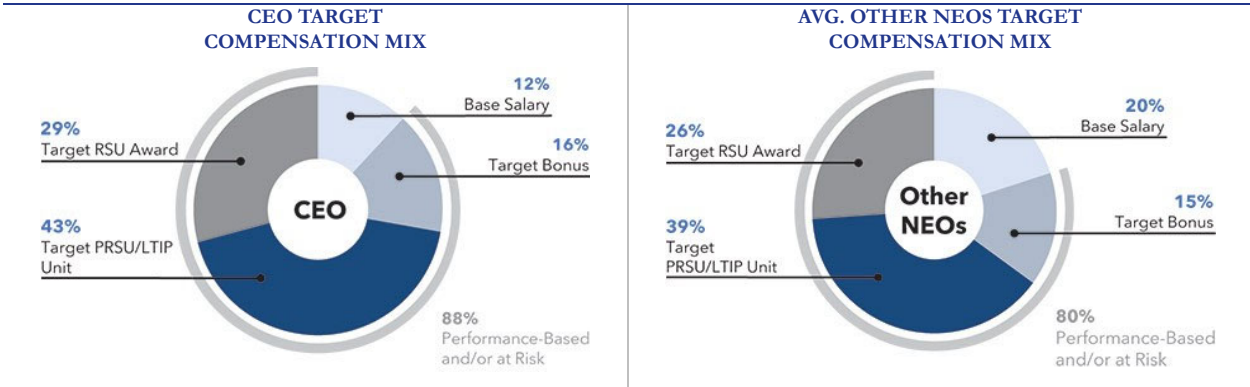 CEO TARGET
COMPENSATION MIX
12%
Base Salary
29%
Target RSU Award
16%
Target Bonus
CEO
43%
Target PRSU/LTIP
Unit
88%
Performance-Based
and/or at Risk
AVG. OTHER NEOS TARGET
COMPENSATION MIX
20%
Base Salary
26%
Target RSU Award
Other
NEOs
15%
Target Bonus
39%
Target
PRSU/LTIP Unit
80%
Performance-Based
and/or at Risk